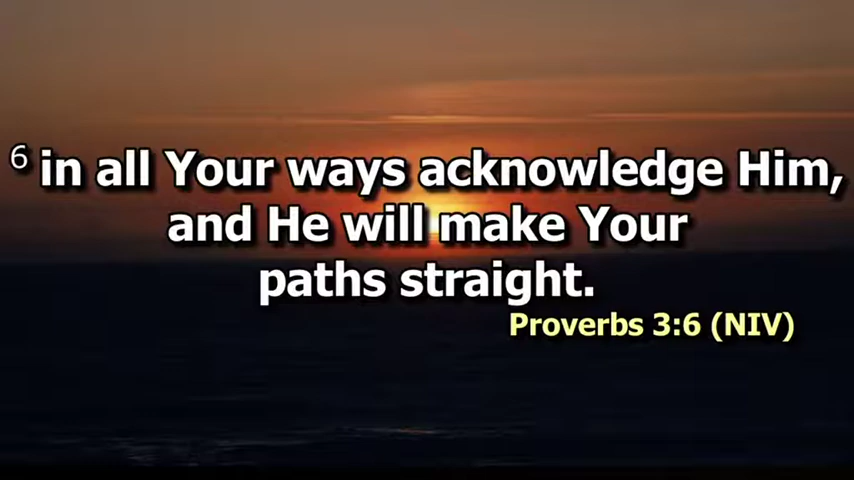 6 in all Your ways acknowledge Him,
and He will make Your
paths straight.
Proverbs 3:6 (NIV)